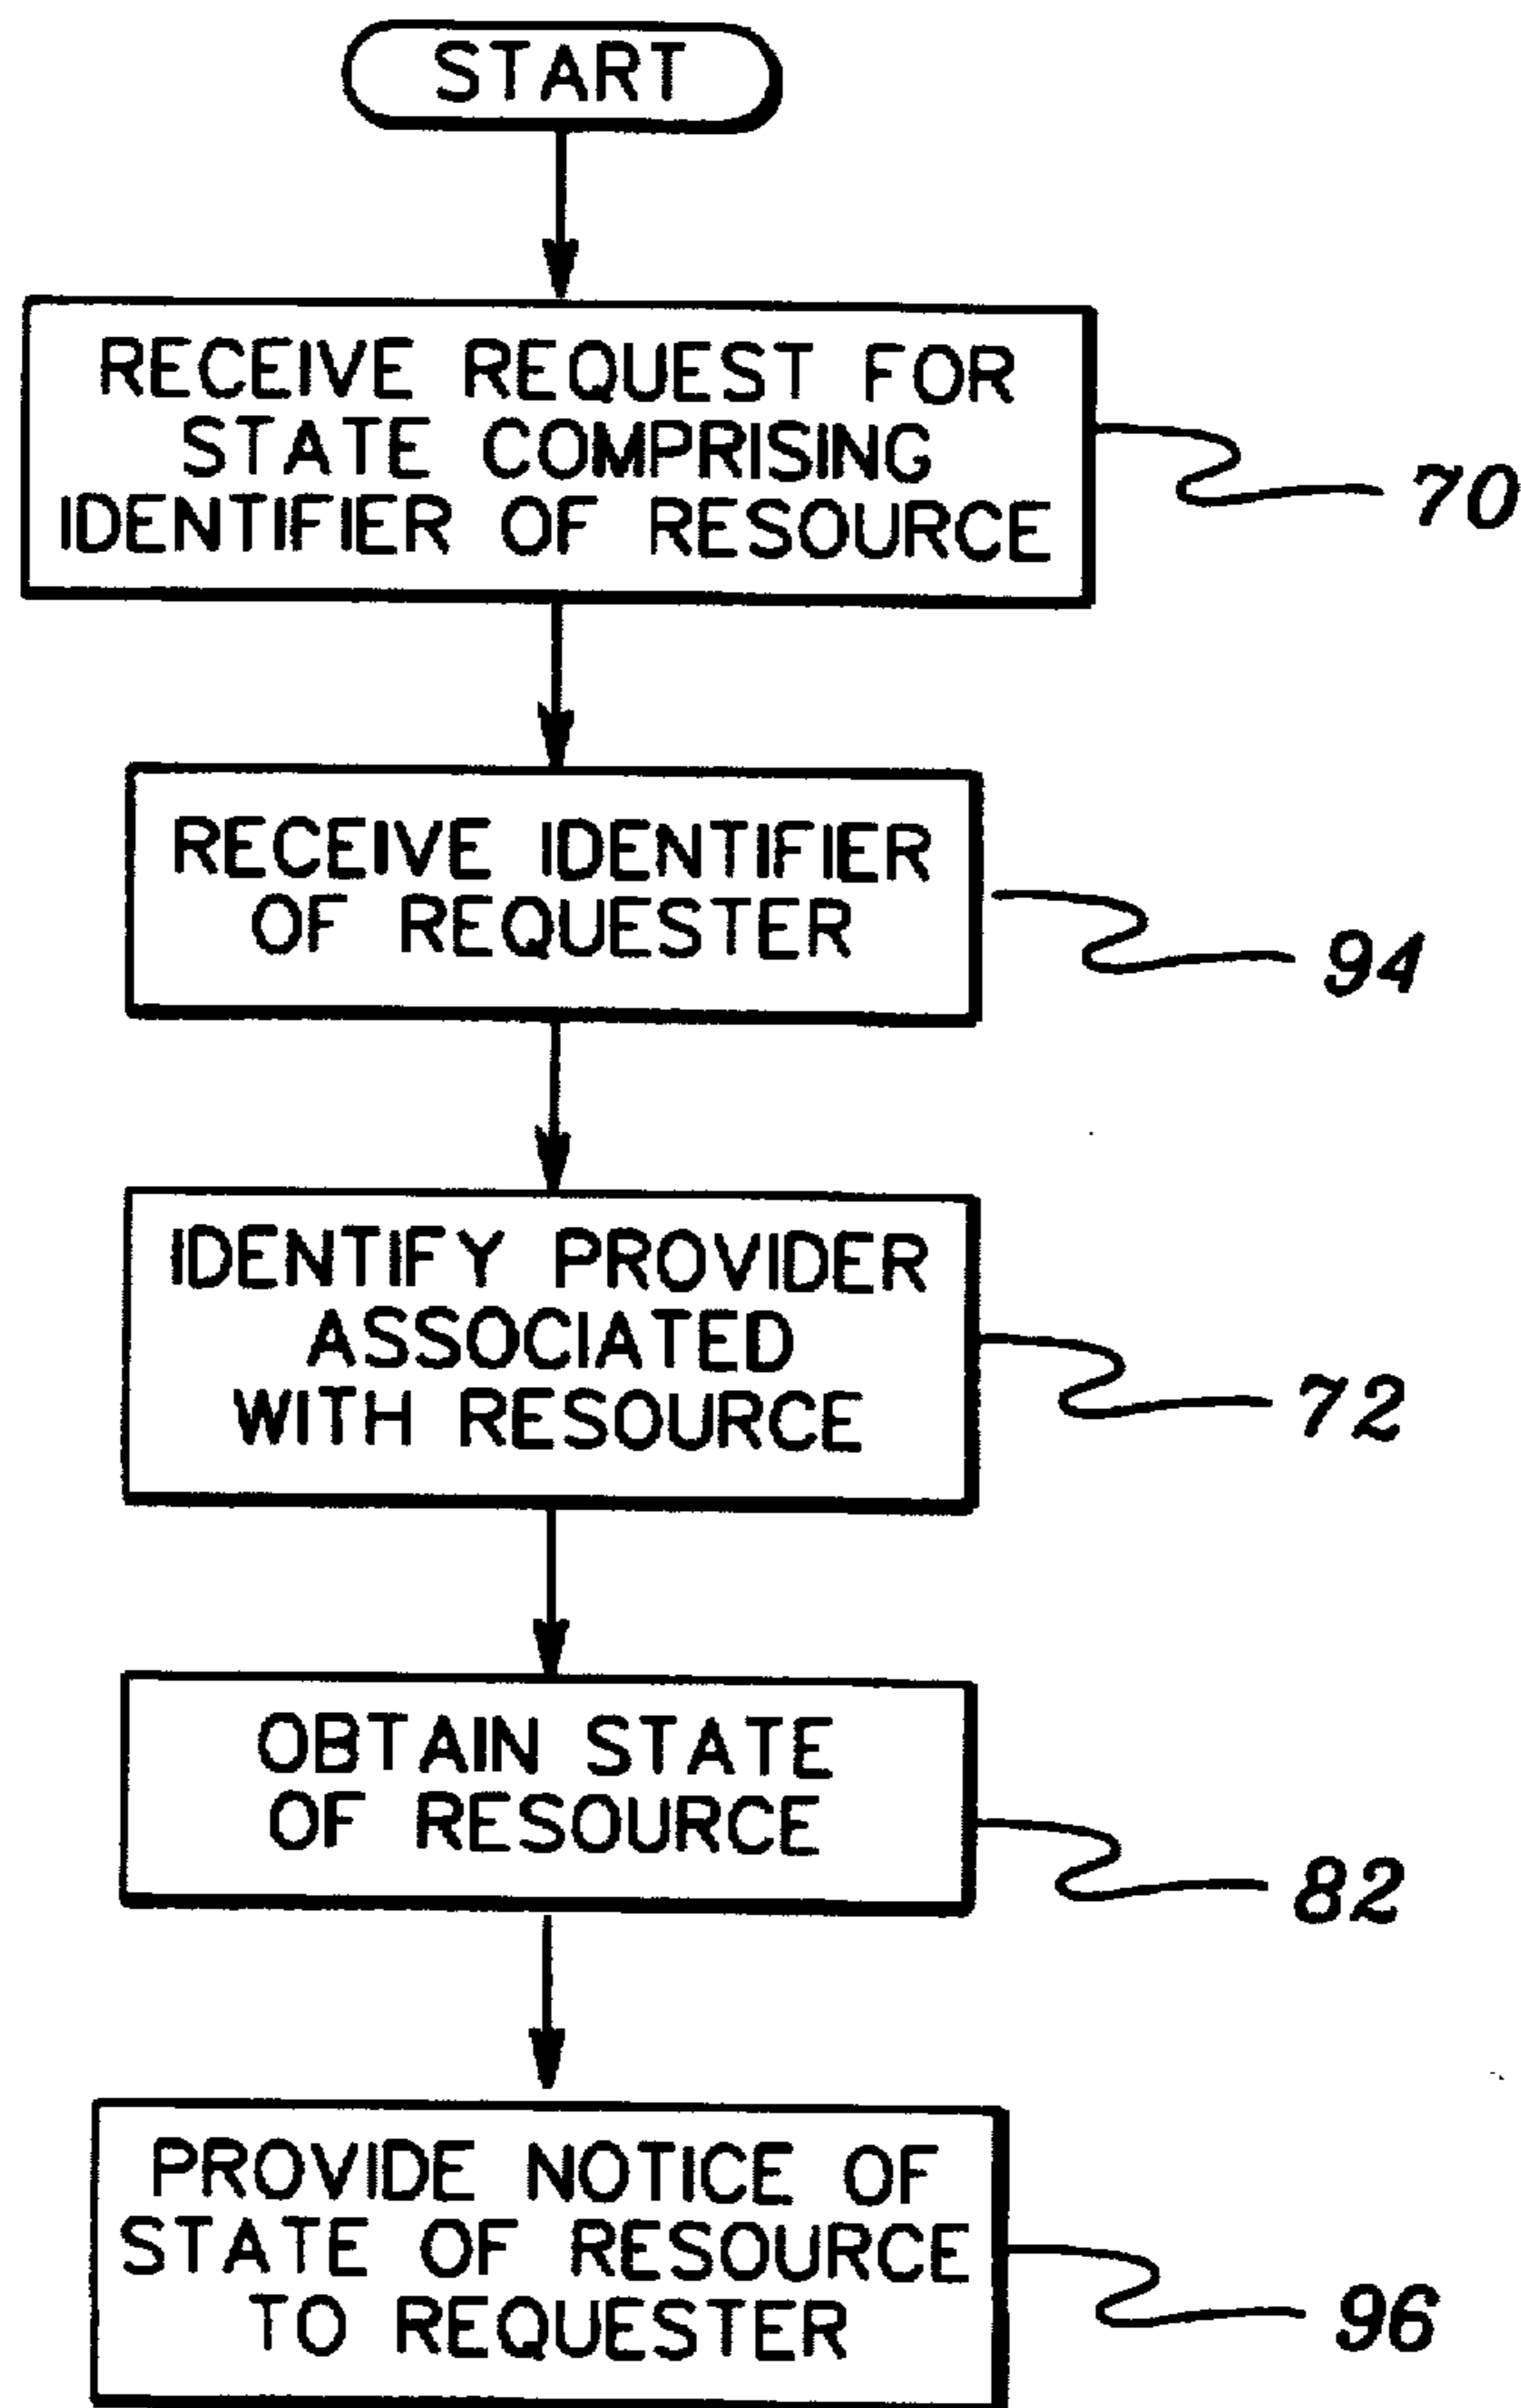 START
RECEIVE REQUEST FOR
STATE COMPRISING
IDENTIFIER OF RESOURCE
70
RECEIVE IDENTIFIER
OF REQUESTER
94
IDENTIFY PROVIDER
ASSOCIATED
WITH RESOURCE
72
OBTAIN STATE
OF RESOURCE
82
PROVIDE NOTICE OF
STATE OF RESOURCE
TO REQUESTER
96